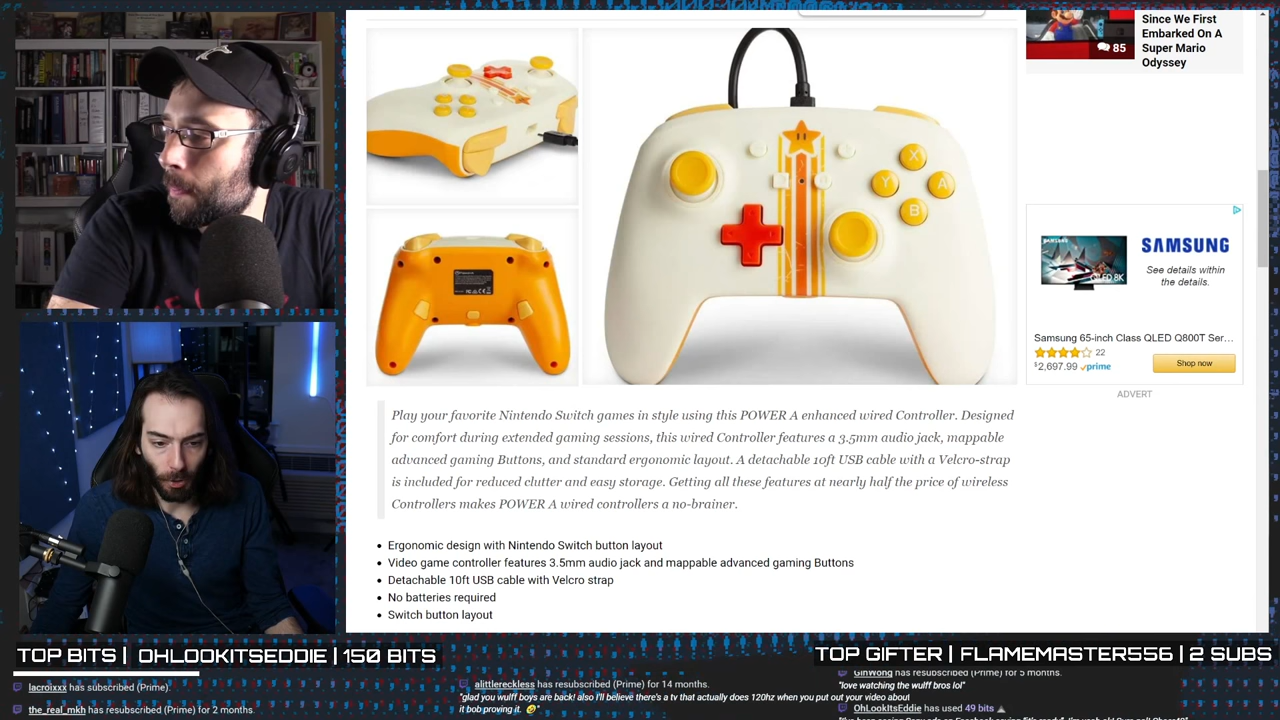 Since We First
Embarked On A
Super Mario
Odyssey
85
X
Y
A
B
SAMSUNG
QLED 8K
See details within
the details.
Samsung 65-inch Class QLED Q800T Ser...
22
$2,697.99 prime
Shop now
ADVERT
Play your favorite Nintendo Switch games in style using this POWER A enhanced wired Controller. Designed
for comfort during extended gaming sessions, this wired Controller features a 3.5mm audio jack, mappable
advanced gaming Buttons, and standard ergonomic layout. A detachable 10ft USB cable with a Velcro-strap
is included for reduced clutter and easy storage. Getting all these features at nearly half the price of wireless
Controllers makes POWER A wired controllers a no-brainer.
Ergonomic design with Nintendo Switch button layout
Video game controller features 3.5mm audio jack and mappable advanced gaming Buttons
Detachable 10ft USB cable with Velcro strap
No batteries required
Switch button layout
TOP BITS | OHLOOKITSEDDIE | 150 BITS
TOP GIFTER | FLAMEMASTER556 | 2 SUBS
lacroixxx has subscribed (Prime).
the_real_mkh has resubscribed (Prime) for 2 months.
alittlereckless has resubscribed (Prime) for 14 months.
"glad you wulff boys are back! also I'll believe there's a tv that actually does 120hz when you put out your video about
it bob proving it.
GinWong has resubscribed (Prime) for 5 months.
"love watching the wulff bros lol"
OhLookItsEddie has used 49 bits